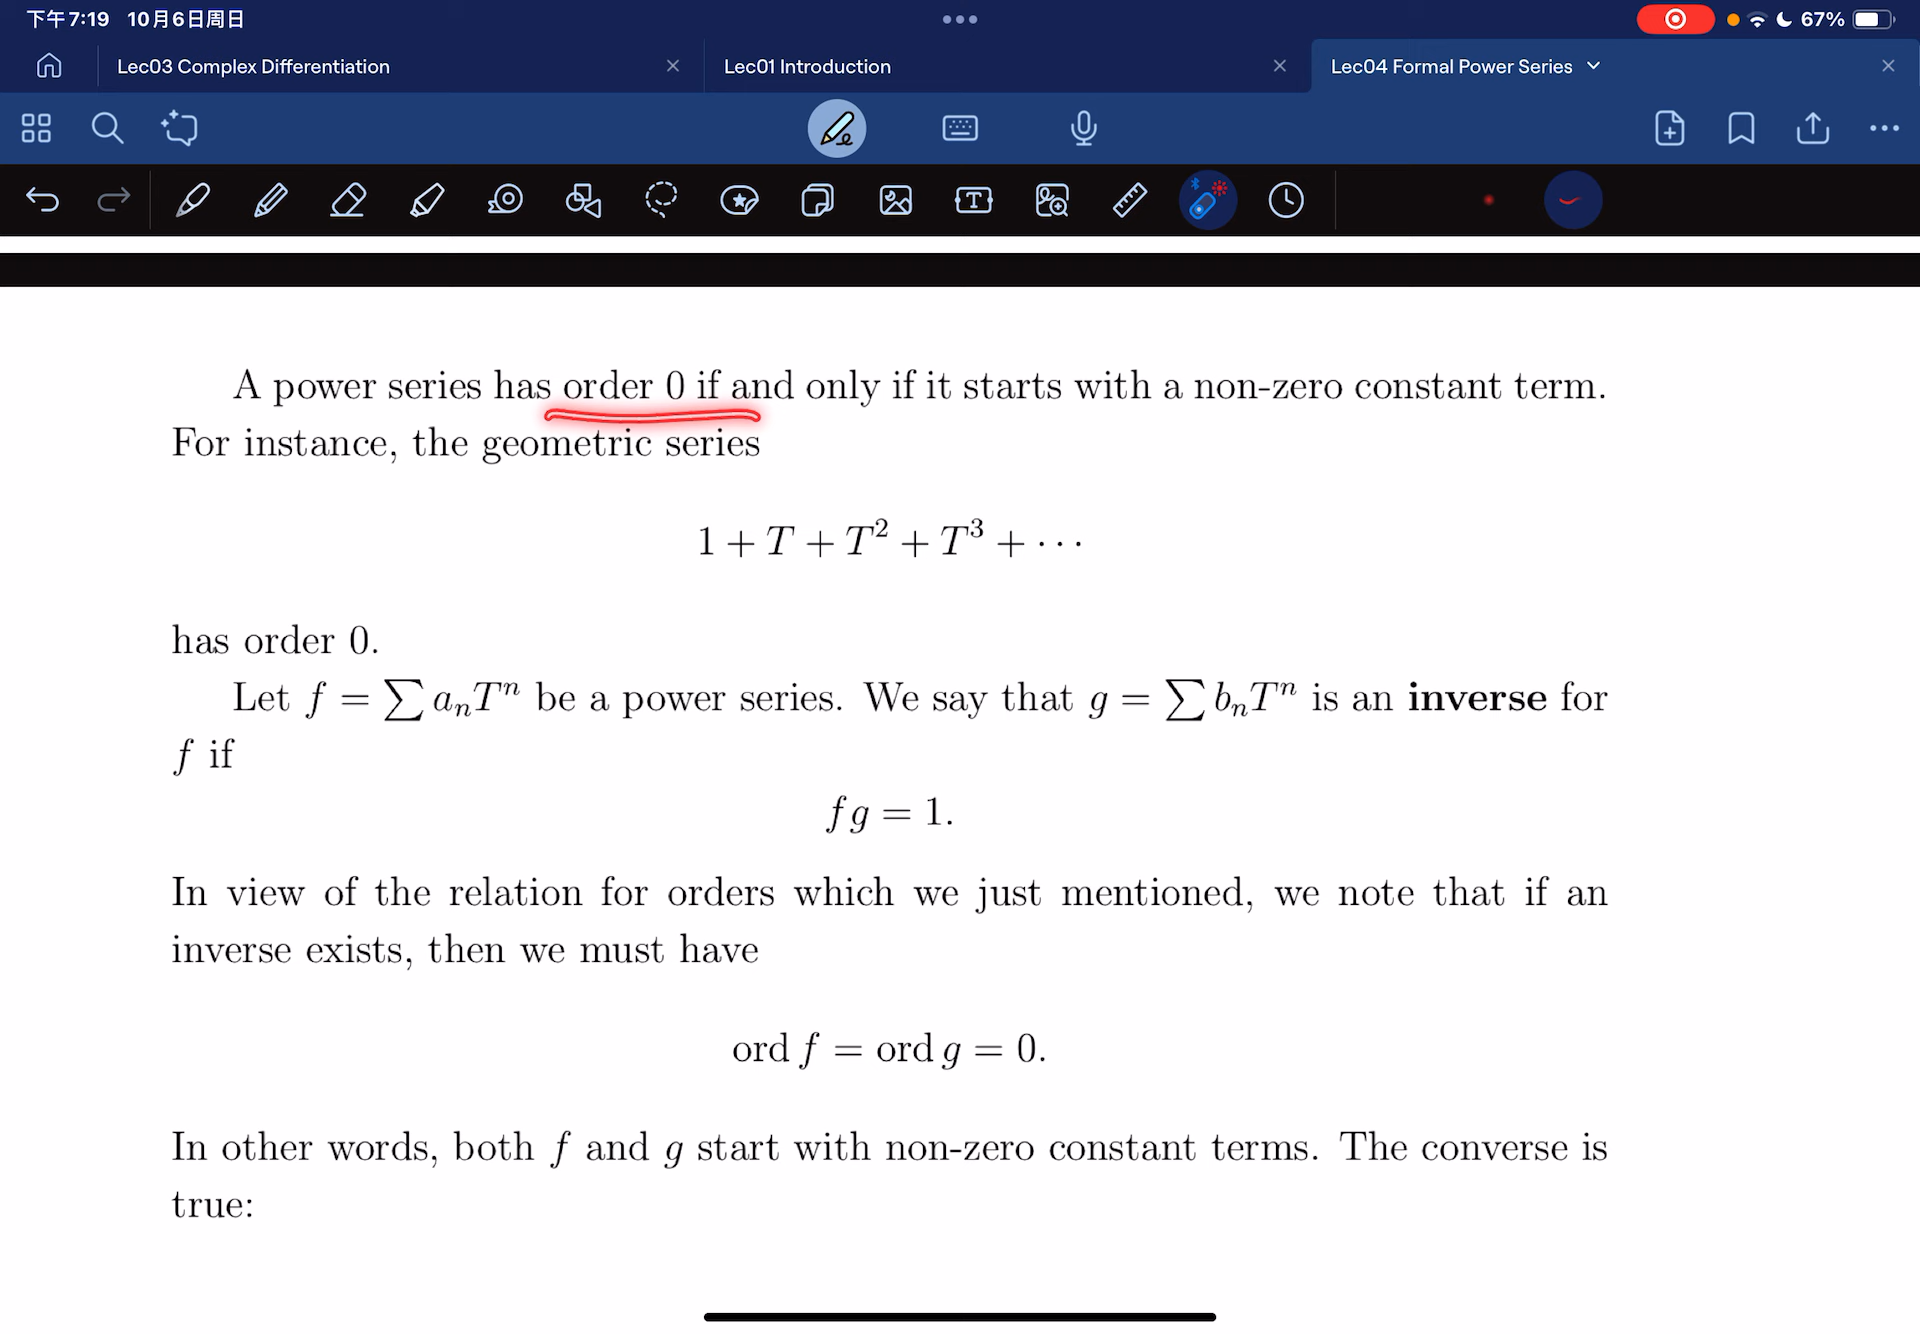 下午7:19 10月6日周日
67%
Lec03 Complex Differentiation
Lec01 Introduction
Lec04 Formal Power Series
A power series has order 0 if and only if it starts with a non-zero constant term.
For instance, the geometric series
1 + T + T² + T³ + ···
has order 0.
Let f = ∑ aₙTⁿ be a power series. We say that g = ∑ bₙTⁿ is an inverse for
f if
fg = 1.
In view of the relation for orders which we just mentioned, we note that if an
inverse exists, then we must have
ord f = ord g = 0.
In other words, both f and g start with non-zero constant terms. The converse is
true: